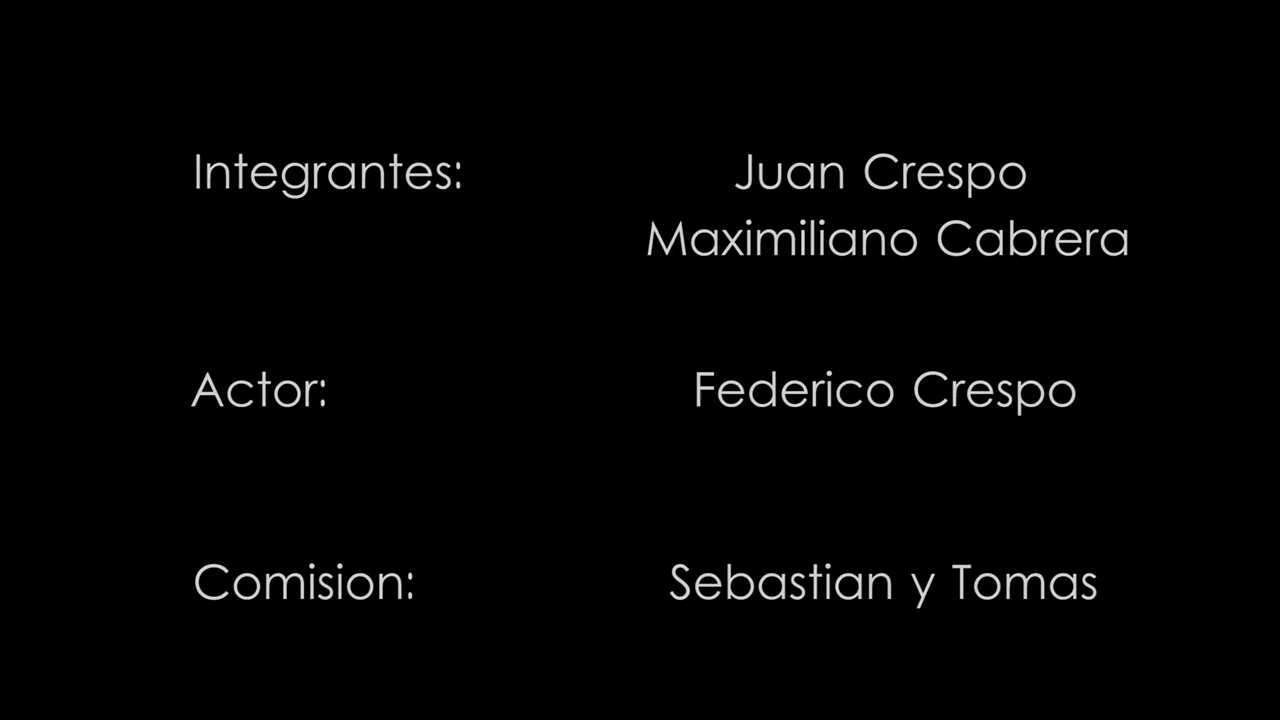 Integrantes: Juan Crespo
Maximiliano Cabrera
Actor: Federico Crespo
Comision: Sebastian y Tomas